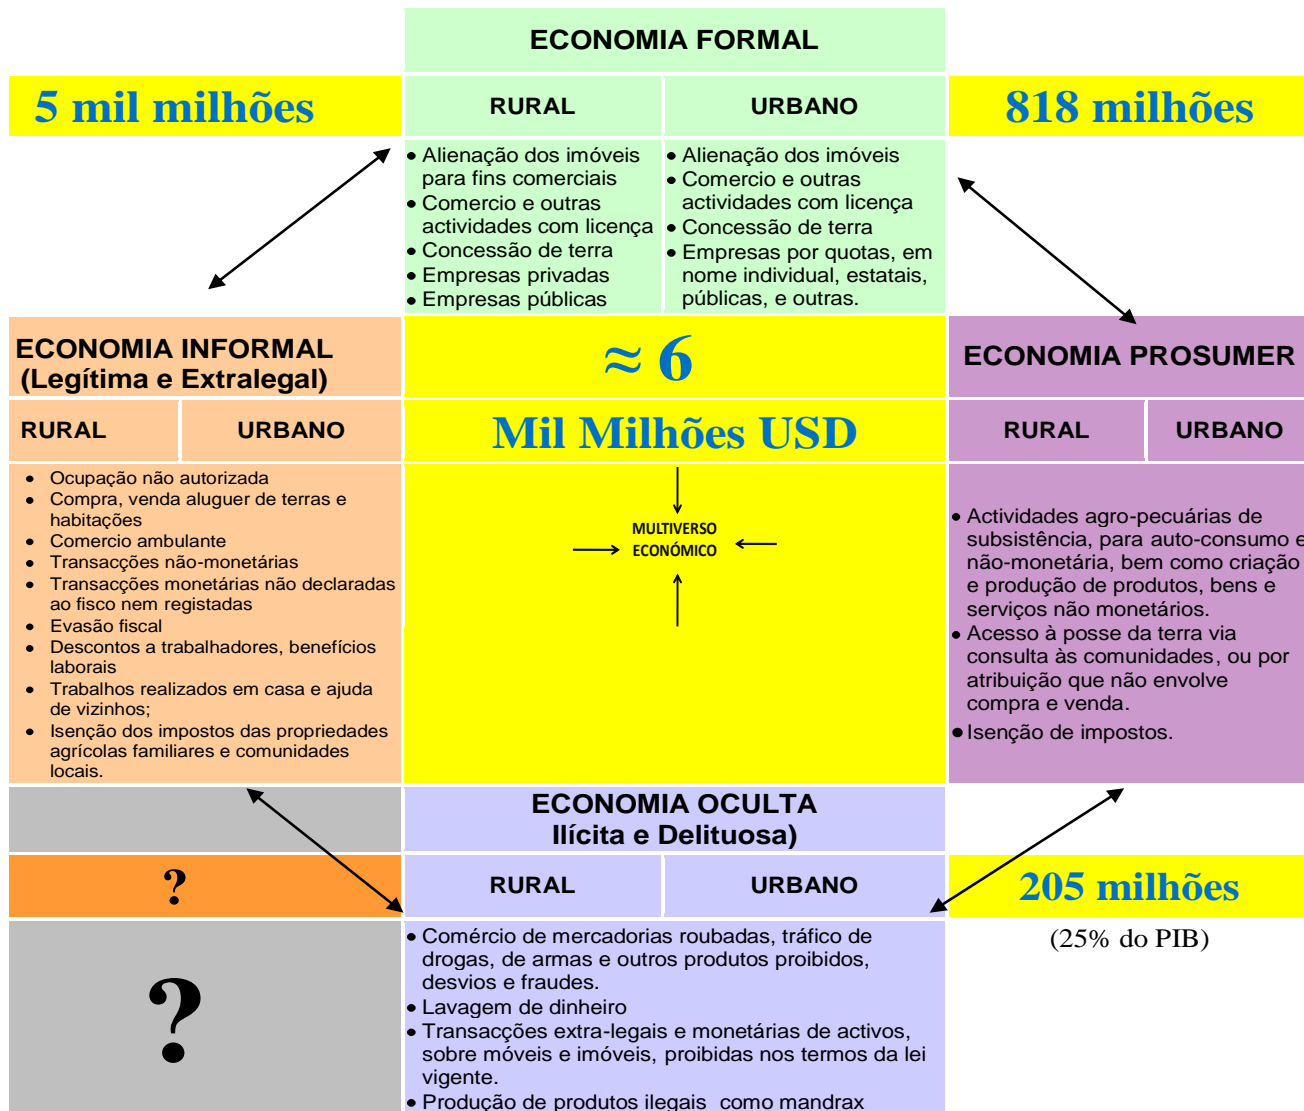 ECONOMIA FORMAL
5 mil milhões
RURAL
URBANO
818 milhões
• Alienação dos imóveis
para fins comerciais
• Comercio e outras
actividades com licença
• Concessão de terra
• Empresas privadas
• Empresas públicas
• Alienação dos imóveis
• Comercio e outras
actividades com licença
• Concessão de terra
• Empresas por quotas, em
nome individual, estatais,
públicas, e outras.
ECONOMIA INFORMAL
(Legítima e Extralegal)
≈ 6
ECONOMIA PROSUMER
RURAL
URBANO
Mil Milhões USD
RURAL
URBANO
• Ocupação não autorizada
• Compra, venda aluguer de terras e
habitações
• Comercio ambulante
• Transacções não-monetárias
• Transacções monetárias não declaradas
ao fisco nem registadas
• Evasão fiscal
• Descontos a trabalhadores, benefícios
laborais
• Trabalhos realizados em casa e ajuda
de vizinhos;
• Isenção dos impostos das propriedades
agrícolas familiares e comunidades
locais.
MULTIVERSO
ECONÓMICO
• Actividades agro-pecuárias de
subsistência, para auto-consumo e
não-monetária, bem como criação
e produção de produtos, bens e
serviços não monetários.
• Acesso à posse da terra via
consulta às comunidades, ou por
atribuição que não envolve
compra e venda.
• Isenção de impostos.
ECONOMIA OCULTA
Ilícita e Delituosa)
?
RURAL
URBANO
205 milhões
(25% do PIB)
?
• Comércio de mercadorias roubadas, tráfico de
drogas, de armas e outros produtos proibidos,
desvios e fraudes.
• Lavagem de dinheiro
• Transacções extra-legais e monetárias de activos,
sobre móveis e imóveis, proibidas nos termos da lei
vigente.
• Produção de produtos ilegais como mandrax